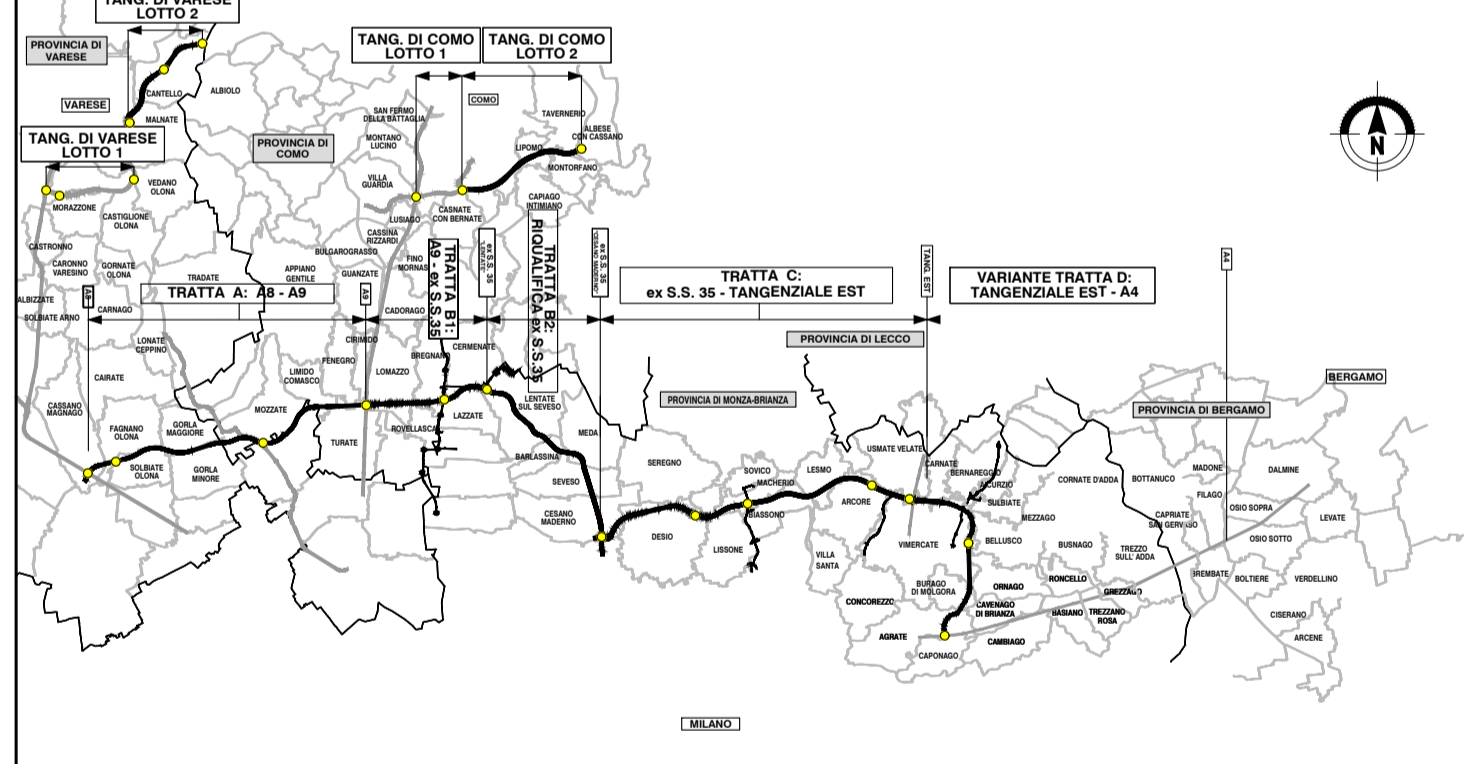 TANG. DI VARESE
LOTTO 2
PROVINCIA DI
VARESE
VARESE
CANTELLO
ALBIOLO
MALNATE
TANG. DI VARESE
LOTTO 1
PROVINCIA DI
COMO
TANG. DI COMO
LOTTO 1
TANG. DI COMO
LOTTO 2
COMO
SAN FERMO
DELLA BATTAGLIA
MONTANO
LUCINO
VILLA
GUARDIA
TAVERNERIO
ALBESE
CON CASSANO
LIPOMO
MONTORFANO
N
VEDANO
OLONA
MORAZZONE
CASTIGLIONE
OLONA
LUSIAGO
CASNATE
CON BERNATE
CAPIAGO
INTIMIANO
CASSINA
RIZZARDI
BULGAROGRASSO
CASTRONNO
CARONNO
VARESINO
GORNATE
OLONA
TRADATE
APPIANO
GENTILE
GUANZATE
FINO
MORNAS
TRATTA B1:
A9 - ex S.S.35
ex S.S. 35
"LENTATE"
TRATTA B2:
RIQUALIFICA ex S.S.35
ex S.S. 35
"CESANO MADERNO"
TRATTA C:
ex S.S. 35 - TANGENZIALE EST
TANG. EST
VARIANTE TRATTA D:
TANGENZIALE EST - A4
A4
ALBIZZATE
A8
CARNAGO
TRATTA A: A8 - A9
A9
CADORAGO
SOLBIATE ARNO
LONATE
CEPPINO
CIRIMIDO
FENEGRO
BREGNANO
CERMENATE
PROVINCIA DI LECCO
CAIRATE
LIMIDO
COMASCO
LOMAZZO
BERGAMO
CASSANO
MAGNAGO
MOZZATE
LENTATE
SUL SEVESO
LAZZATE
PROVINCIA DI MONZA-BRIANZA
PROVINCIA DI BERGAMO
FAGNANO
OLONA
GORLA
MAGGIORE
TURATE
ROVELLASCA
MEDA
SOLBIATE
OLONA
GORLA
MINORE
BARLASSINA
SEVESO
SEREGNO
SOVICO
MACHERIO
LESMO
USMATE VELATE
CARNATE
BERNAREGGIO
AICURZIO
CORNATE D'ADDA
BOTTANUCO
MADONE
DALMINE
CESANO
MADERNO
BIASSONO
ARCORE
SULBIATE
MEZZAGO
FILAGO
OSIO SOPRA
CAPRIATE
SAN GERVASO
LEVATE
DESIO
LISSONE
VILLA
SANTA
VIMERCATE
BELLUSCO
BUSNAGO
TREZZO
SULL' ADDA
OSIO SOTTO
BREMBATE
BOLTIERE
VERDELLINO
BURAGO
DI MOLGORA
ORNAGO
RONCELLO
GREZZAGO
CONCOREZZO
CAVENAGO
DI BRIANZA
BASIANO
TREZZANO
ROSA
CISERANO
ARCENE
AGRATE
CAMBIAGO
CAPONAGO
MILANO